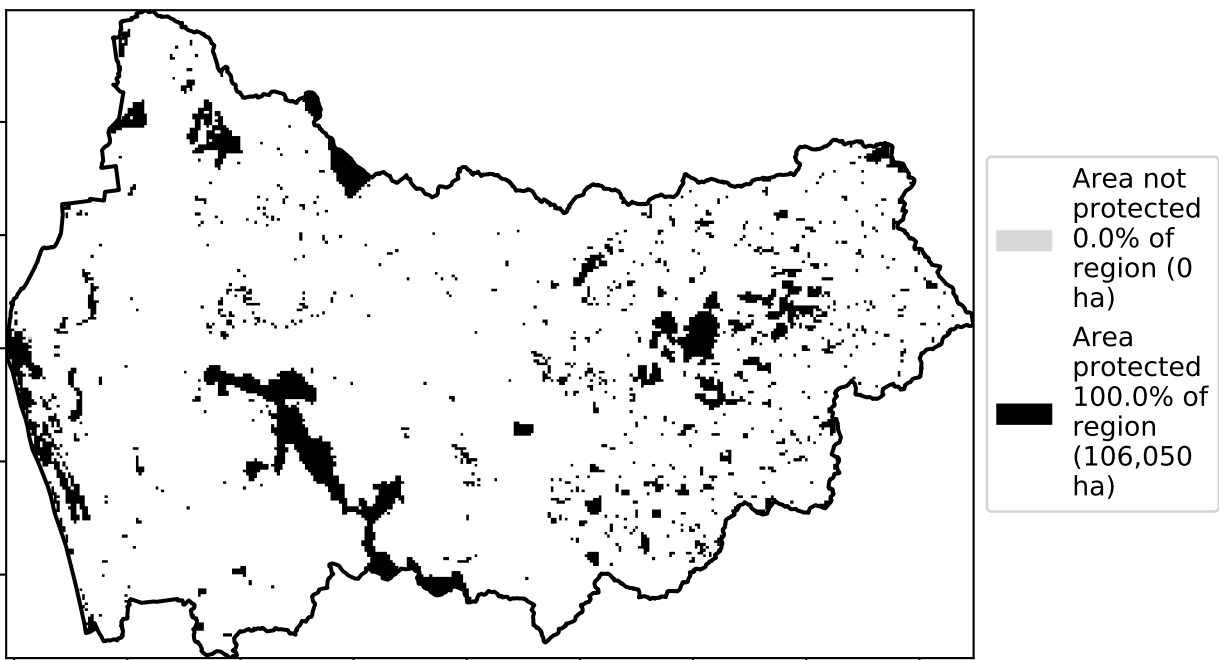 Area not
protected
0.0% of
region (0
ha)
Area
protected
100.0% of
region
(106,050
ha)